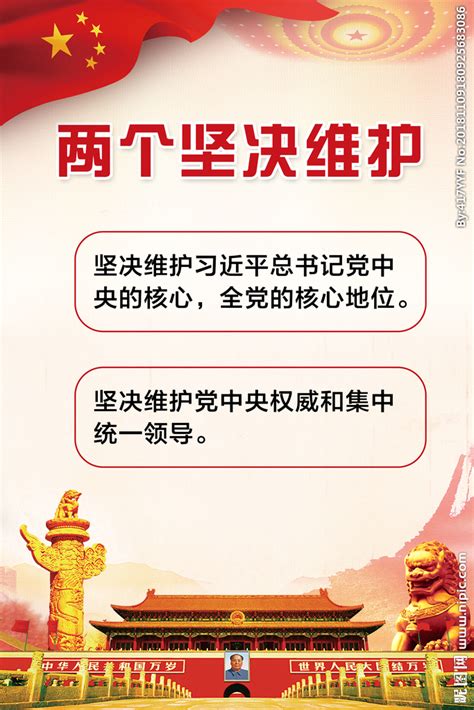 两个坚决维护
坚决维护习近平总书记党中
央的核心，全党的核心地位。
坚决维护党中央权威和集中
统一领导。
中华人民共和国万岁
世界人民大团结万岁
By:417WYF No.20181109180925683086
昵图网 www.nipic.com